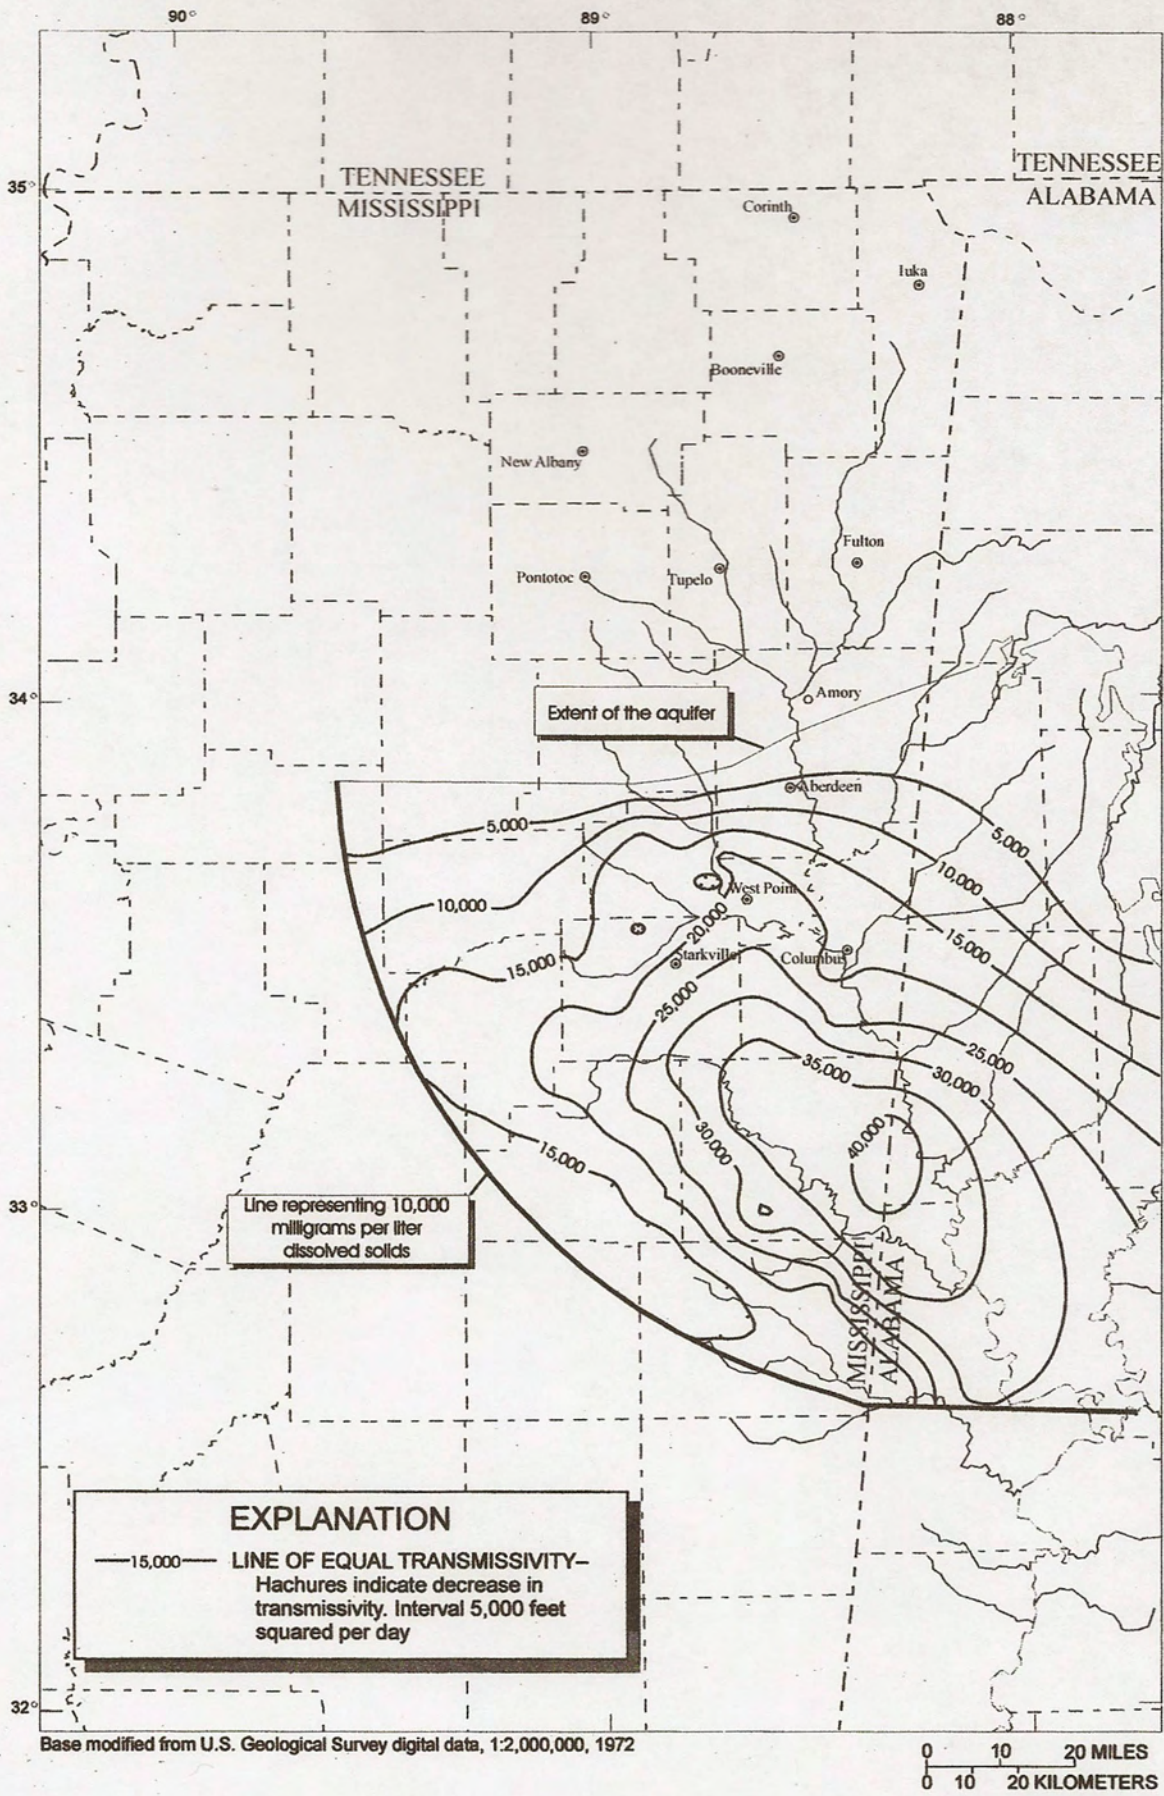 90°
89°
88°
35°
TENNESSEE
MISSISSIPPI
TENNESSEE
ALABAMA
Corinth
Iuka
Booneville
New Albany
Fulton
Pontotoc
Tupelo
34°
Amory
Extent of the aquifer
Aberdeen
5,000
5,000
10,000
10,000
West Point
20,000
15,000
15,000
Starkville
Columbus
25,000
25,000
35,000
30,000
30,000
40,000
15,000
33°
Line representing 10,000
milligrams per liter
dissolved solids
MISSISSIPPI
ALABAMA
EXPLANATION
15,000 LINE OF EQUAL TRANSMISSIVITY–
Hachures indicate decrease in
transmissivity. Interval 5,000 feet
squared per day
32°
Base modified from U.S. Geological Survey digital data, 1:2,000,000, 1972
0 10 20 MILES
0 10 20 KILOMETERS